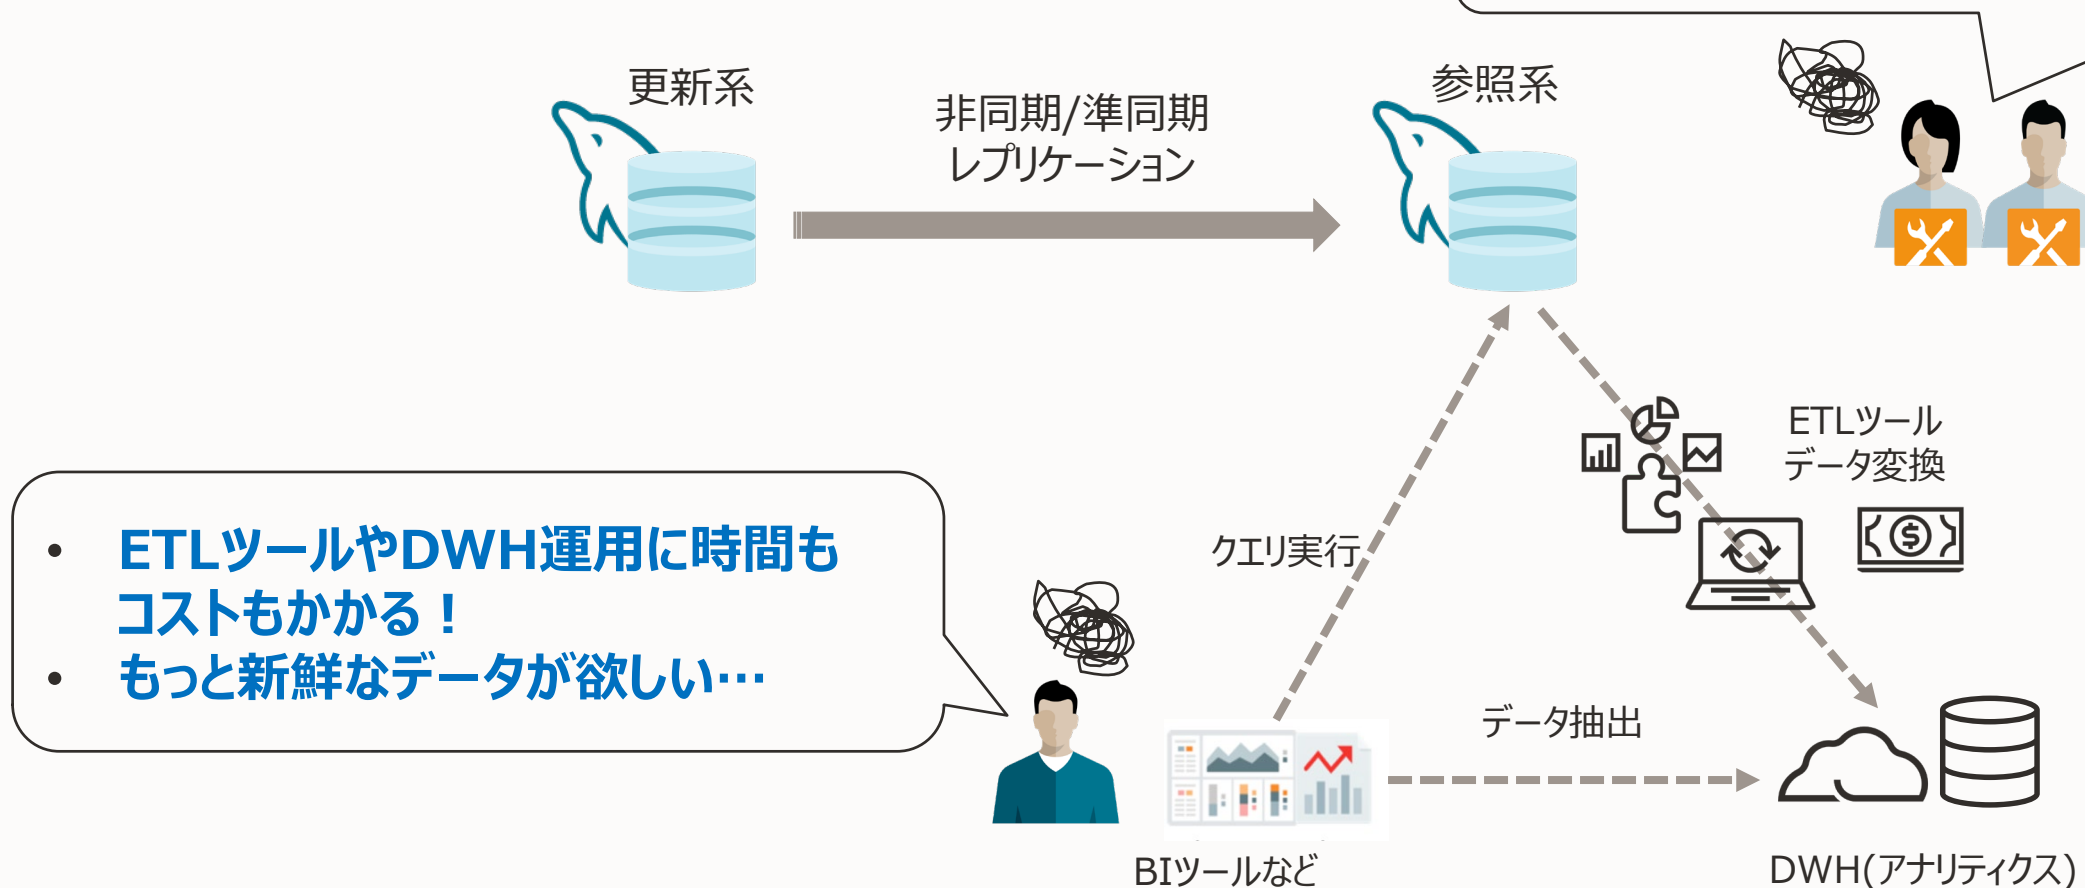 更新系
非同期/準同期
レプリケーション
参照系
ETLツール
データ変換
クエリ実行
• ETLツールやDWH運用に時間も
コストもかかる！
• もっと新鮮なデータが欲しい…
データ抽出
BIツールなど
DWH(アナリティクス)